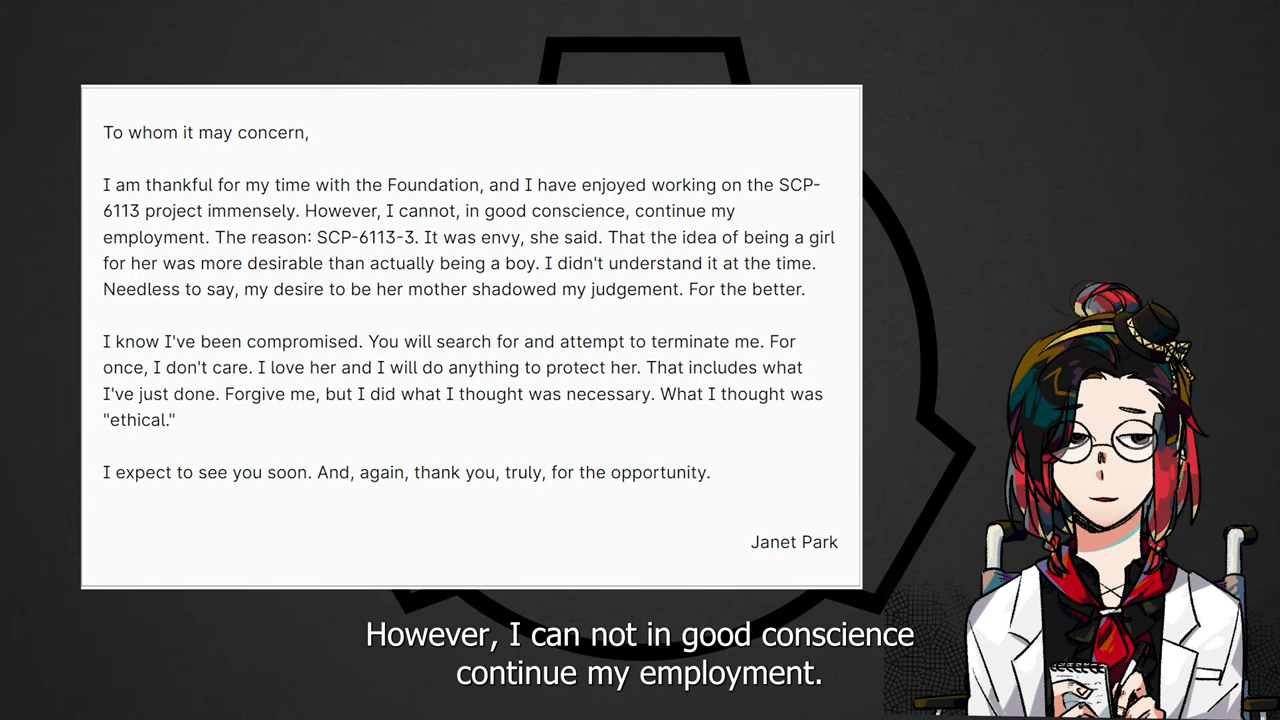 To whom it may concern,
I am thankful for my time with the Foundation, and I have enjoyed working on the SCP-
6113 project immensely. However, I cannot, in good conscience, continue my
employment. The reason: SCP-6113-3. It was envy, she said. That the idea of being a girl
for her was more desirable than actually being a boy. I didn't understand it at the time.
Needless to say, my desire to be her mother shadowed my judgement. For the better.
I know I've been compromised. You will search for and attempt to terminate me. For
once, I don't care. I love her and I will do anything to protect her. That includes what
I've just done. Forgive me, but I did what I thought was necessary. What I thought was
"ethical."
I expect to see you soon. And, again, thank you, truly, for the opportunity.
Janet Park
However, I can not in good conscience
continue my employment.